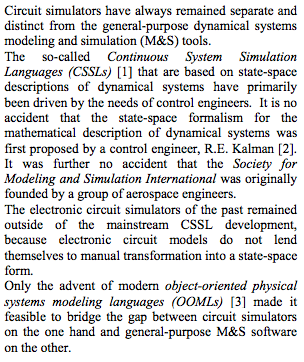 Circuit simulators have always remained separate and
distinct from the general-purpose dynamical systems
modeling and simulation (M&S) tools.
The so-called Continuous System Simulation
Languages (CSSLs) [1] that are based on state-space
descriptions of dynamical systems have primarily
been driven by the needs of control engineers. It is no
accident that the state-space formalism for the
mathematical description of dynamical systems was
first proposed by a control engineer, R.E. Kalman [2].
It was further no accident that the Society for
Modeling and Simulation International was originally
founded by a group of aerospace engineers.
The electronic circuit simulators of the past remained
outside of the mainstream CSSL development,
because electronic circuit models do not lend
themselves to manual transformation into a state-space
form.
Only the advent of modern object-oriented physical
systems modeling languages (OOMLs) [3] made it
feasible to bridge the gap between circuit simulators
on the one hand and general-purpose M&S software
on the other.